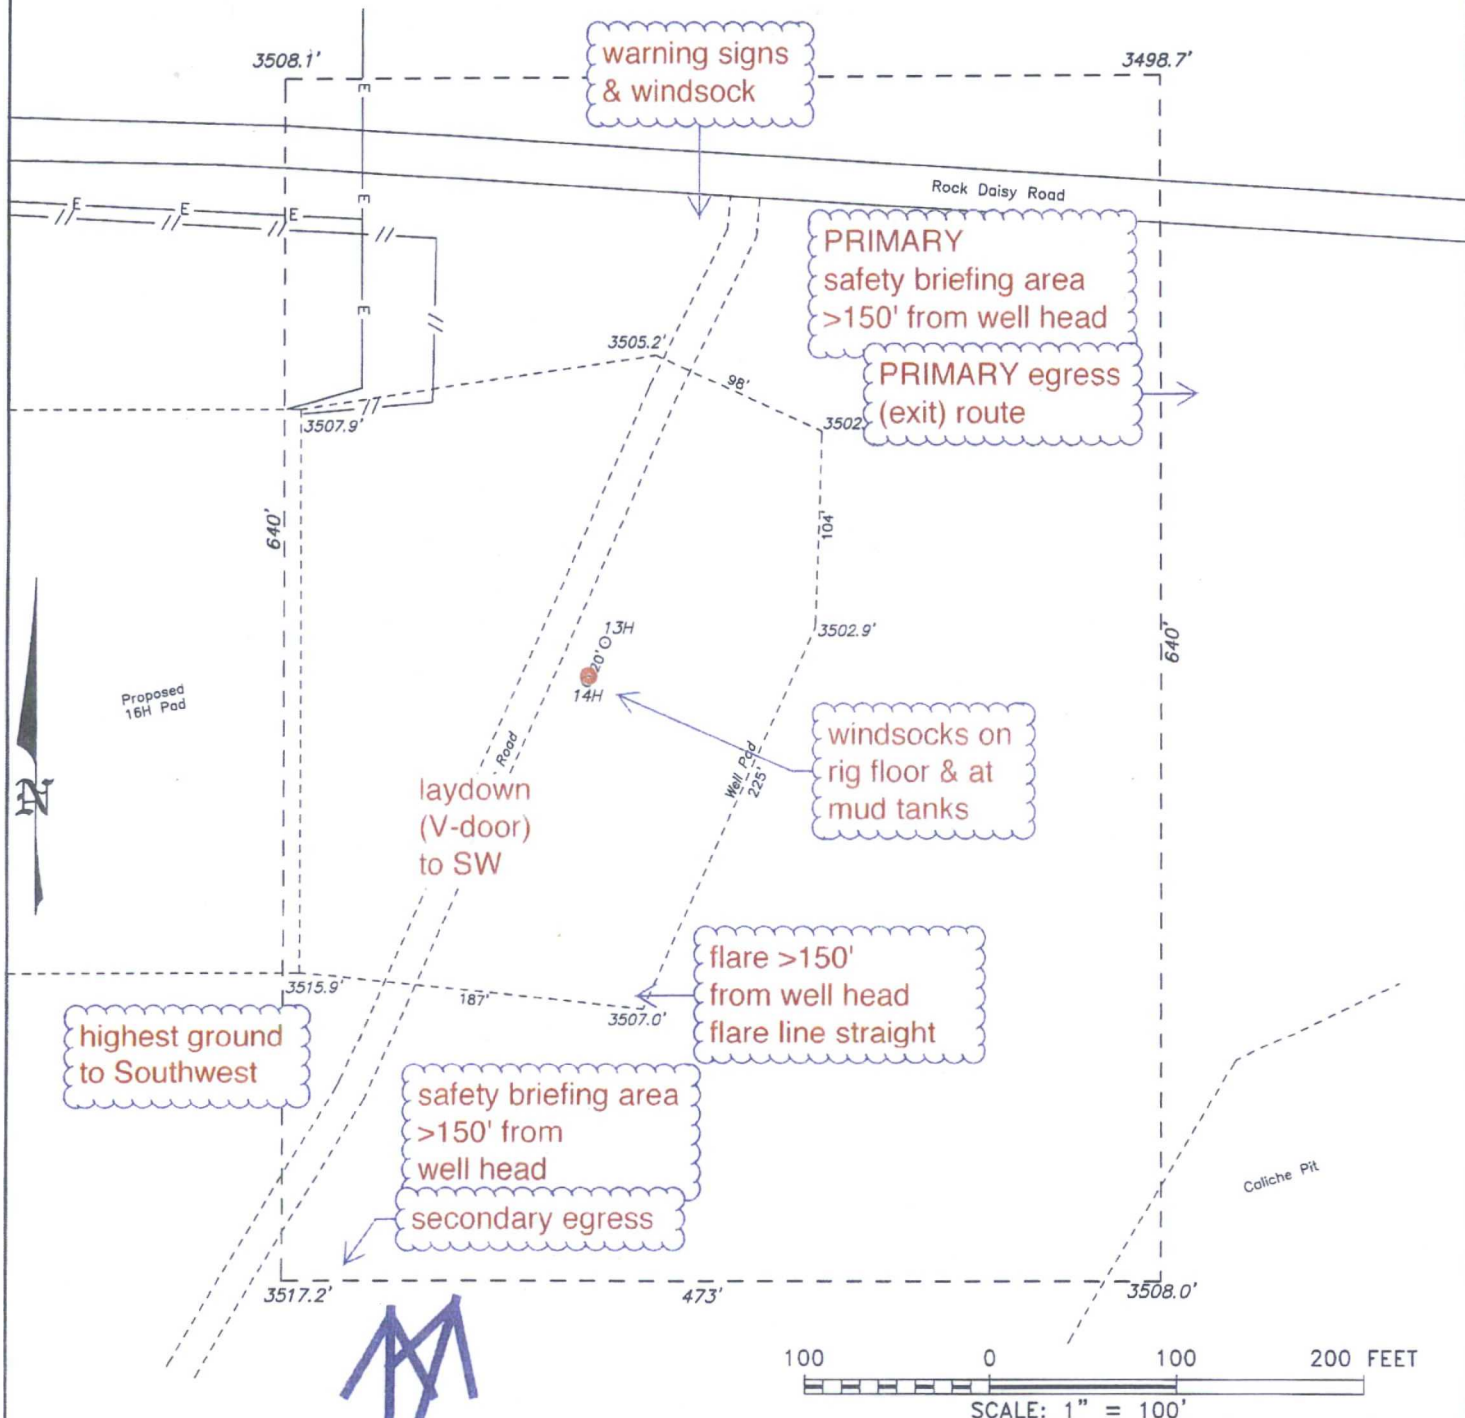 3508.1'
warning signs
& windsock
3498.7'
E
Rock Daisy Road
E
E
E
E
PRIMARY
safety briefing area
>150' from well head
E
3505.2'
98'
PRIMARY egress
(exit) route
3507.9'
3502.
640'
104'
13H
20'
14H
3502.9'
640'
Proposed
16H Pad
N
windsocks on
rig floor & at
mud tanks
Road
Well Pad
225'
laydown
(V-door)
to SW
flare >150'
from well head
flare line straight
3515.9'
187'
3507.0'
highest ground
to Southwest
safety briefing area
>150' from
well head
secondary egress
Caliche Pit
3517.2'
473'
3508.0'
100 0 100 200 FEET
SCALE: 1" = 100'